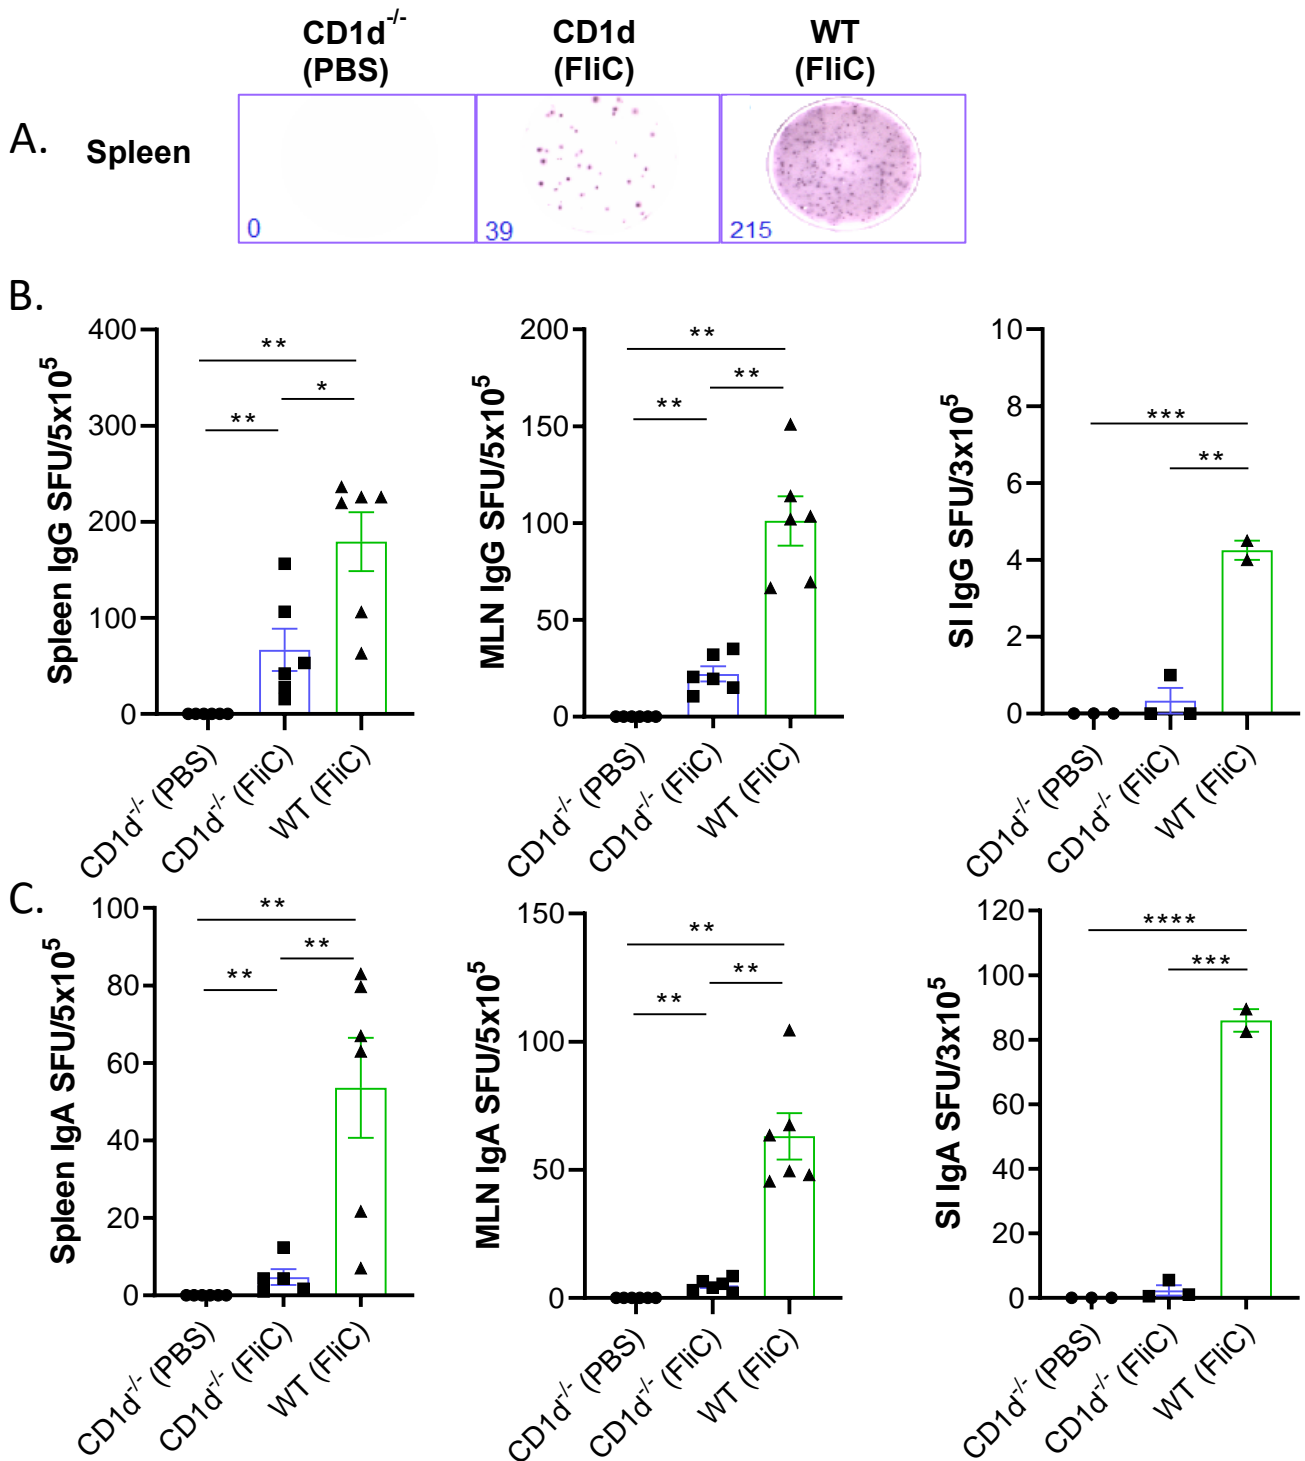 CD1d-/-
(PBS)
CD1d
(FliC)
WT
(FliC)
A.
Spleen
0
39
215
B.
Spleen IgG SFU/5x10^5
400
300
200
100
0
**
*
**
CD1d-/- (PBS)
CD1d-/- (FliC)
WT (FliC)
MLN IgG SFU/5x10^5
200
150
100
50
0
**
**
**
CD1d-/- (PBS)
CD1d-/- (FliC)
WT (FliC)
SI IgG SFU/3x10^5
10
8
6
4
2
0
***
**
CD1d-/- (PBS)
CD1d-/- (FliC)
WT (FliC)
C.
Spleen IgA SFU/5x10^5
100
80
60
40
20
0
**
**
**
CD1d-/- (PBS)
CD1d-/- (FliC)
WT (FliC)
MLN IgA SFU/5x10^5
150
100
50
0
**
**
**
CD1d-/- (PBS)
CD1d-/- (FliC)
WT (FliC)
SI IgA SFU/3x10^5
120
100
80
60
40
20
0
****
***
CD1d-/- (PBS)
CD1d-/- (FliC)
WT (FliC)